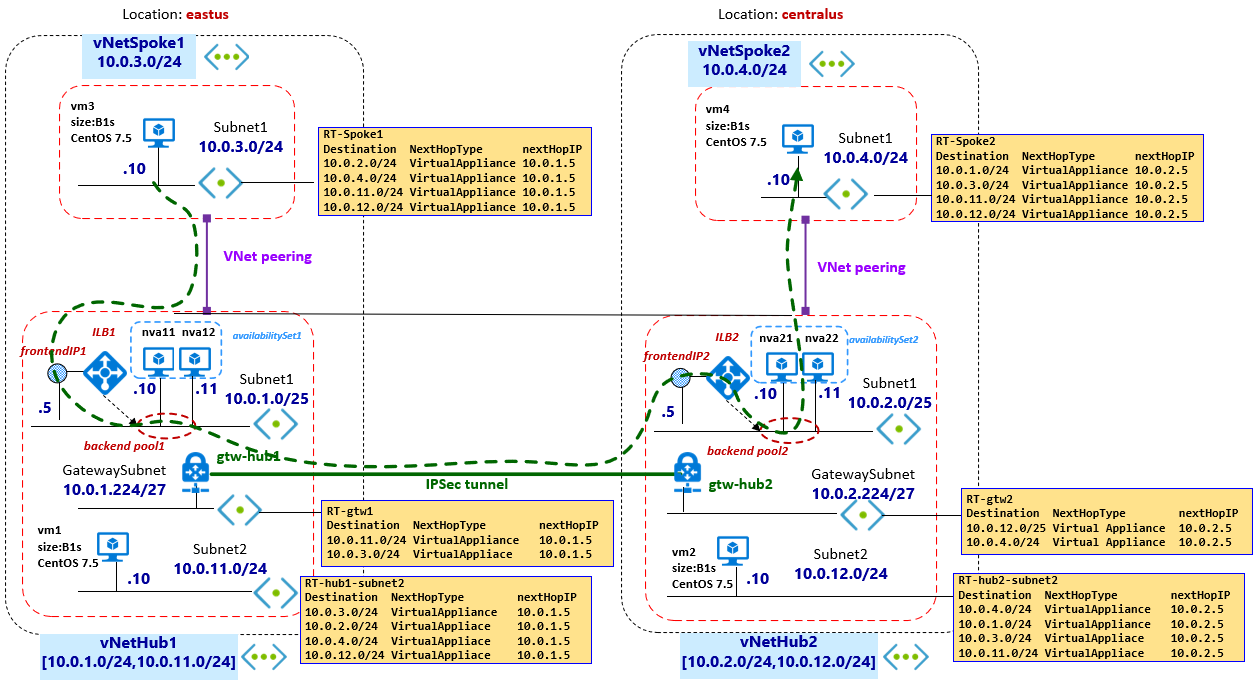 Location: eastus
vNetSpoke1
10.0.3.0/24
vm3
size:B1s
CentOS 7.5
.10
Subnet1
10.0.3.0/24
RT-Spoke1
Destination NextHopType nextHopIP
10.0.2.0/24 VirtualAppliance 10.0.1.5
10.0.4.0/24 VirtualAppliance 10.0.1.5
10.0.11.0/24 VirtualAppliance 10.0.1.5
10.0.12.0/24 VirtualAppliance 10.0.1.5
VNet peering
ILB1
nva11 nva12
availabilitySet1
frontendIP1
.10
.11
.5
Subnet1
10.0.1.0/25
backend pool1
gtw-hub1
GatewaySubnet
10.0.1.224/27
IPSec tunnel
RT-gtw1
Destination NextHopType nextHopIP
10.0.11.0/24 VirtualAppliance 10.0.1.5
10.0.3.0/24 VirtualAppliace 10.0.1.5
vm1
size:B1s
CentOS 7.5
.10
Subnet2
10.0.11.0/24
RT-hub1-subnet2
Destination NextHopType nextHopIP
10.0.3.0/24 VirtualAppliance 10.0.1.5
10.0.2.0/24 VirtualAppliance 10.0.1.5
10.0.4.0/24 VirtualAppliace 10.0.1.5
10.0.12.0/24 VirtualAppliace 10.0.1.5
vNetHub1
[10.0.1.0/24,10.0.11.0/24]
Location: centralus
vNetSpoke2
10.0.4.0/24
vm4
size:B1s
CentOS 7.5
.10
Subnet1
10.0.4.0/24
RT-Spoke2
Destination NextHopType nextHopIP
10.0.1.0/24 VirtualAppliance 10.0.2.5
10.0.3.0/24 VirtualAppliance 10.0.2.5
10.0.11.0/24 VirtualAppliance 10.0.2.5
10.0.12.0/24 VirtualAppliance 10.0.2.5
VNet peering
ILB2
nva21 nva22
availabilitySet2
frontendIP2
.10
.11
.5
Subnet1
10.0.2.0/25
backend pool2
gtw-hub2
GatewaySubnet
10.0.2.224/27
RT-gtw2
Destination NextHopType nextHopIP
10.0.12.0/25 Virtual Appliance 10.0.2.5
10.0.4.0/24 Virtual Appliance 10.0.2.5
vm2
size:B1s
CentOS 7.5
.10
Subnet2
10.0.12.0/24
RT-hub2-subnet2
Destination NextHopType nextHopIP
10.0.4.0/24 VirtualAppliance 10.0.2.5
10.0.1.0/24 VirtualAppliance 10.0.2.5
10.0.3.0/24 VirtualAppliace 10.0.2.5
10.0.11.0/24 VirtualAppliace 10.0.2.5
vNetHub2
[10.0.2.0/24,10.0.12.0/24]